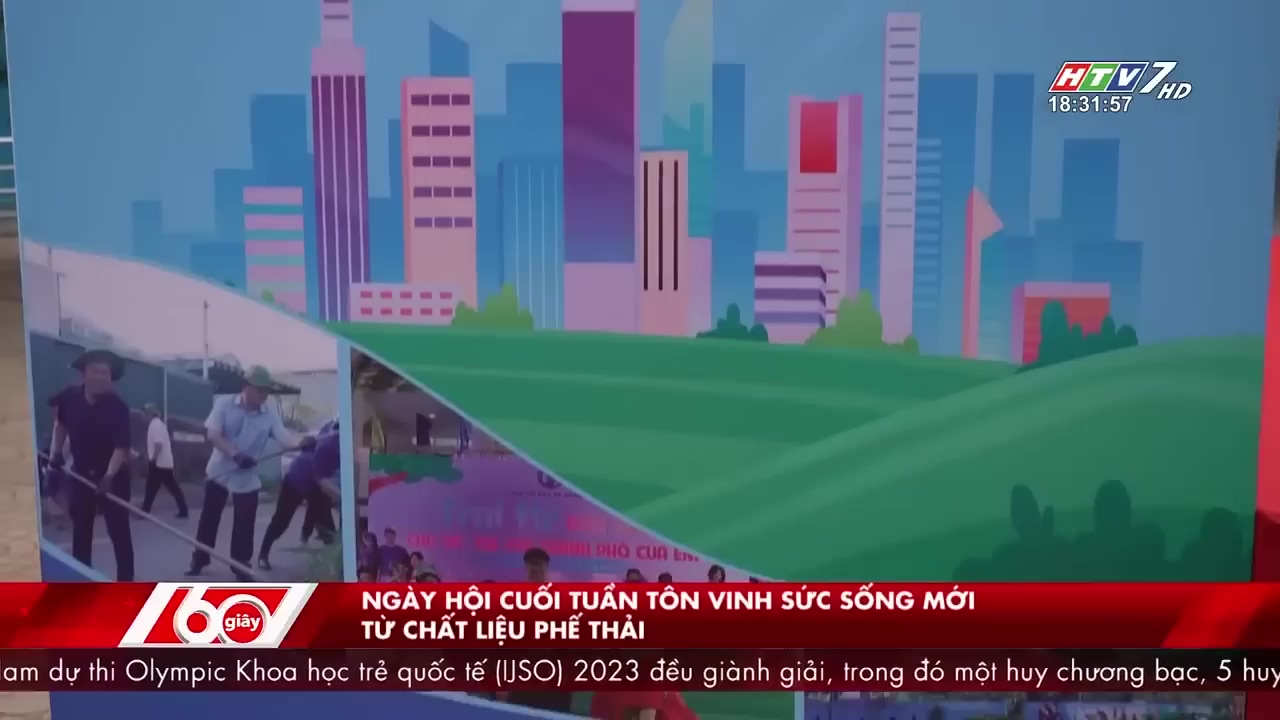 HTV7 HD
18:31:57
PHỐ CỦA
60 giây
NGÀY HỘI CUỐI TUẦN TÔN VINH SỨC SỐNG MỚI
TỪ CHẤT LIỆU PHẾ THẢI
dự thi Olympic Khoa học trẻ quốc tế (IJSO) 2023 đều giành giải, trong đó một huy chương bạc, 5